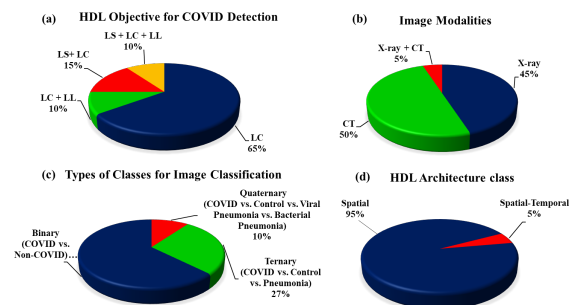 (a) HDL Objective for COVID Detection
LS + LC + LL
10%
LS+ LC
15%
LC + LL
10%
LC
65%
(b) Image Modalities
X-ray + CT
5%
X-ray
45%
CT
50%
(c) Types of Classes for Image Classification
Quaternary
(COVID vs. Control vs. Viral
Pneumonia vs. Bacterial
Pneumonia)
10%
Binary
(COVID vs.
Non-COVID)…
Ternary
(COVID vs. Control
vs. Pneumonia)
27%
(d) HDL Architecture class
Spatial
95%
Spatial-Temporal
5%